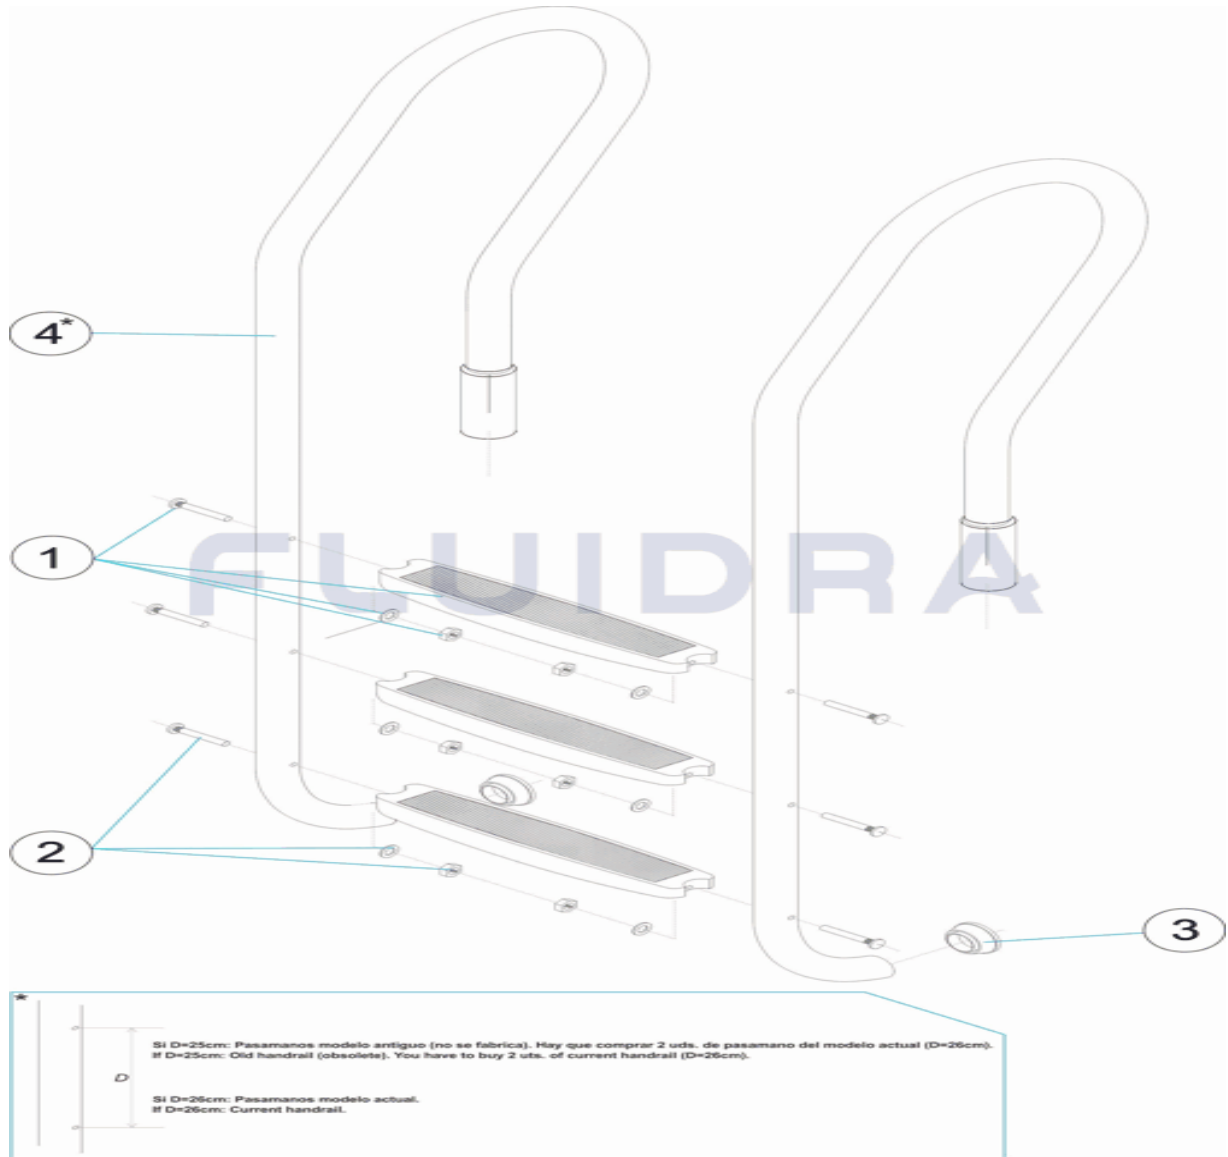 4*
FLUIDRA
1
2
3
*
Si D=25cm: Pasamanos modelo antiguo (no se fabrica). Hay que comprar 2 uds. de pasamano del modelo actual (D=26cm).
If D=25cm: Old handrail (obsolete). You have to buy 2 uts. of current handrail (D=26cm).
D
Si D=26cm: Pasamanos modelo actual.
If D=26cm: Current handrail.